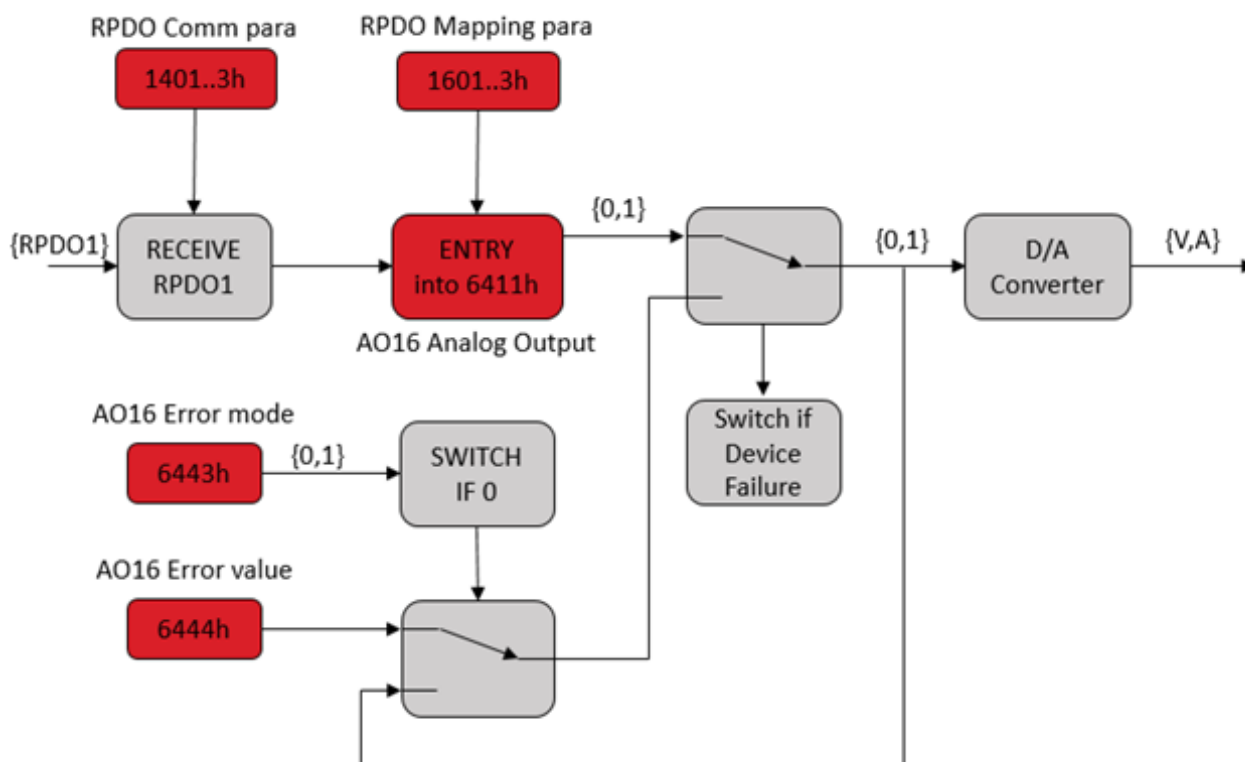 RPDO Comm para
RPDO Mapping para
1401..3h
1601..3h
{RPDO1}
RECEIVE
RPDO1
ENTRY
into 6411h
{0,1}
{0,1}
D/A
Converter
{V,A}
AO16 Analog Output
AO16 Error mode
6443h
{0,1}
SWITCH
IF 0
Switch if
Device
Failure
AO16 Error value
6444h